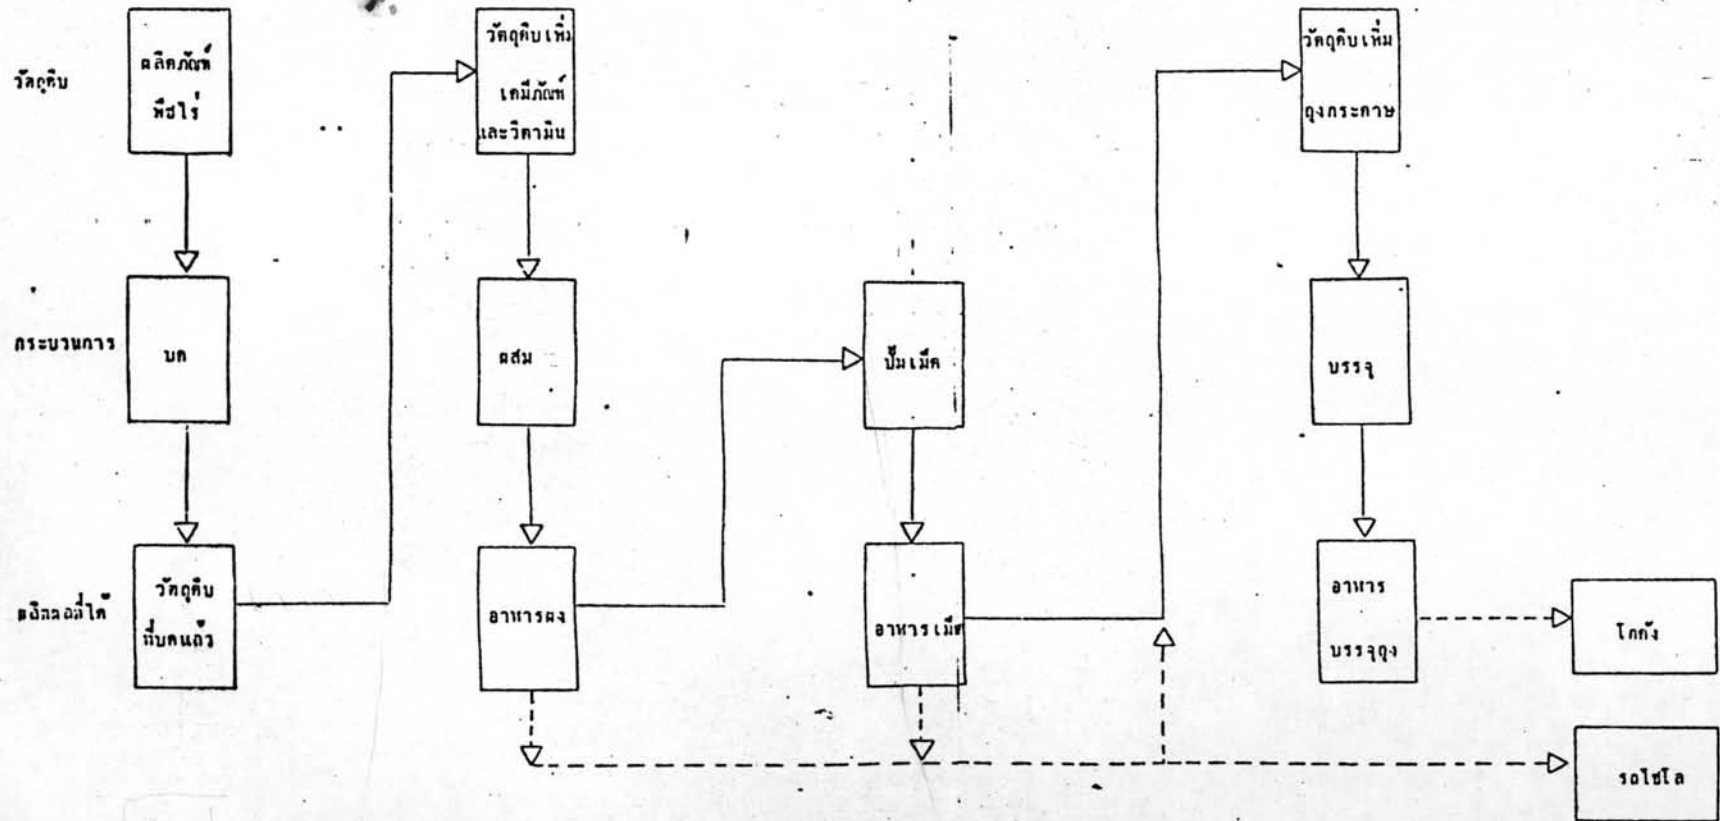 วัตถุดิบ
ผลิตภัณฑ์
พืชไร่
วัตถุดิบเพิ่ม
เคมีภัณฑ์
และวิตามิน
วัตถุดิบเพิ่ม
ถุงกระดาษ
กระบวนการ
บด
ผสม
ปั๊มเม็ด
บรรจุ
ผลิตผลที่ได้
วัตถุดิบ
ที่บดแล้ว
อาหารผง
อาหารเม็ด
อาหาร
บรรจุถุง
โกดัง
รถไซโล